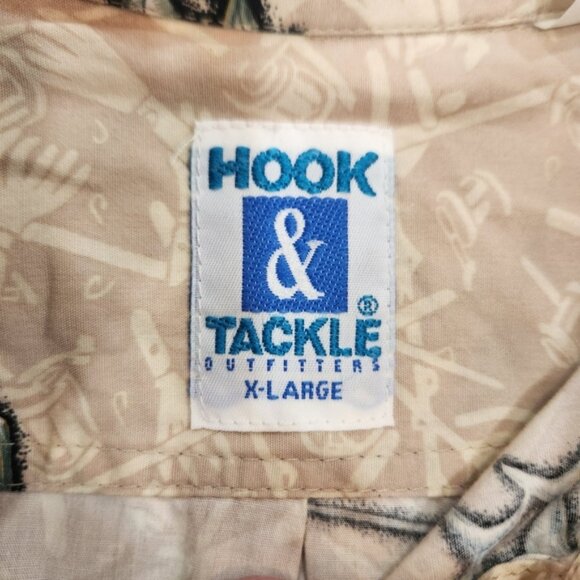 HOOK
&
TACKLE®
OUTFITTERS
X-LARGE